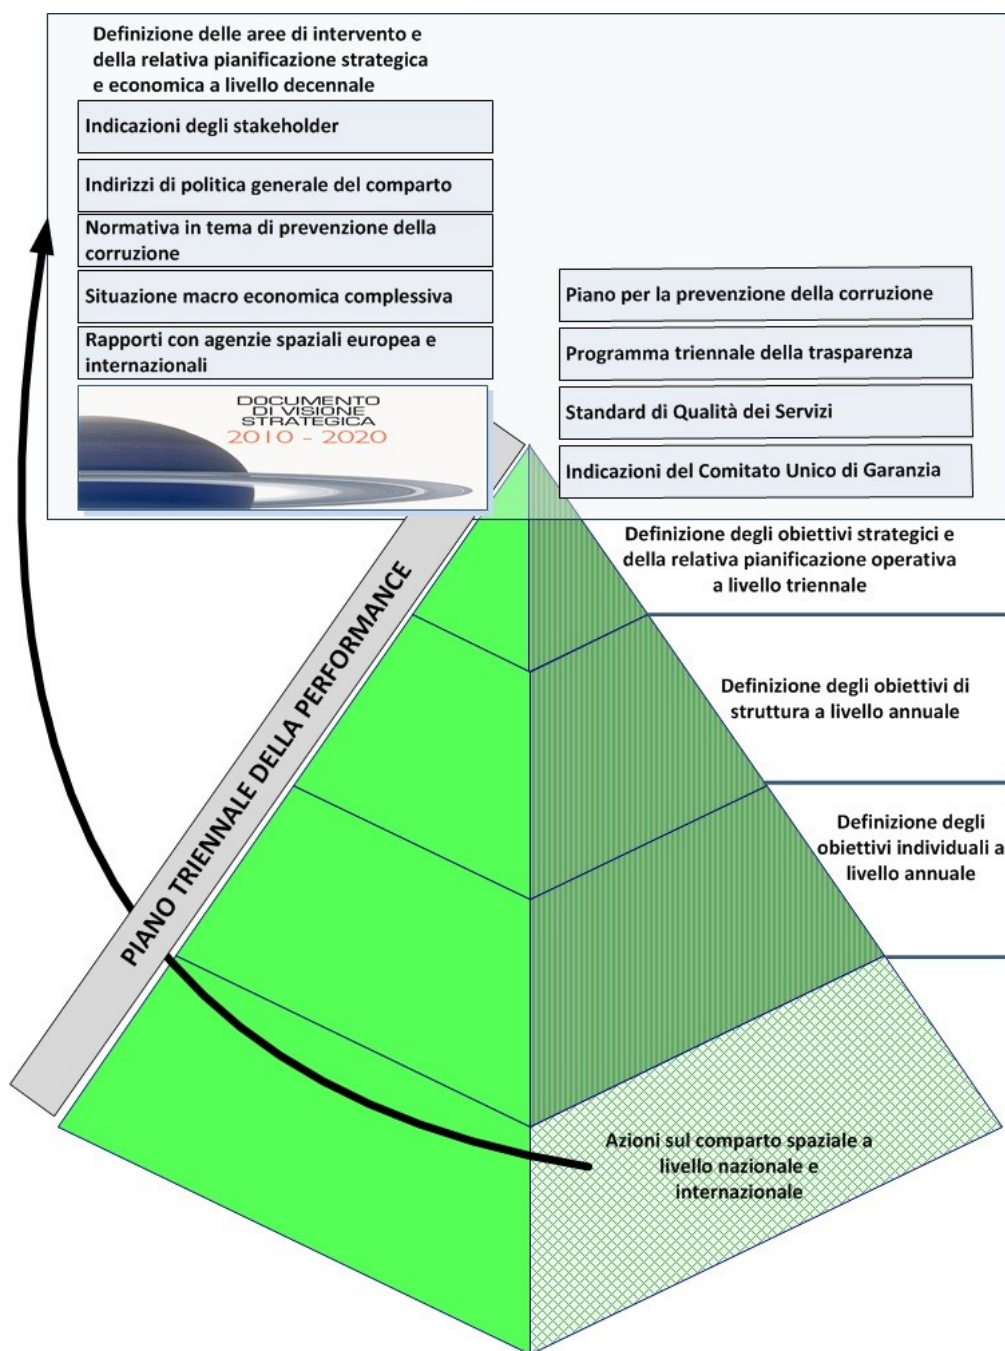 Definizione delle aree di intervento e
della relativa pianificazione strategica
e economica a livello decennale
Indicazioni degli stakeholder
Indirizzi di politica generale del comparto
Normativa in tema di prevenzione della
corruzione
Situazione macro economica complessiva
Rapporti con agenzie spaziali europea e
internazionali
DOCUMENTO
DI VISIONE
STRATEGICA
2010 - 2020
Piano per la prevenzione della corruzione
Programma triennale della trasparenza
Standard di Qualità dei Servizi
Indicazioni del Comitato Unico di Garanzia
PIANO TRIENNALE DELLA PERFORMANCE
Definizione degli obiettivi strategici e
della relativa pianificazione operativa
a livello triennale
Definizione degli obiettivi di
struttura a livello annuale
Definizione degli
obiettivi individuali a
livello annuale
Azioni sul comparto spaziale a
livello nazionale e
internazionale